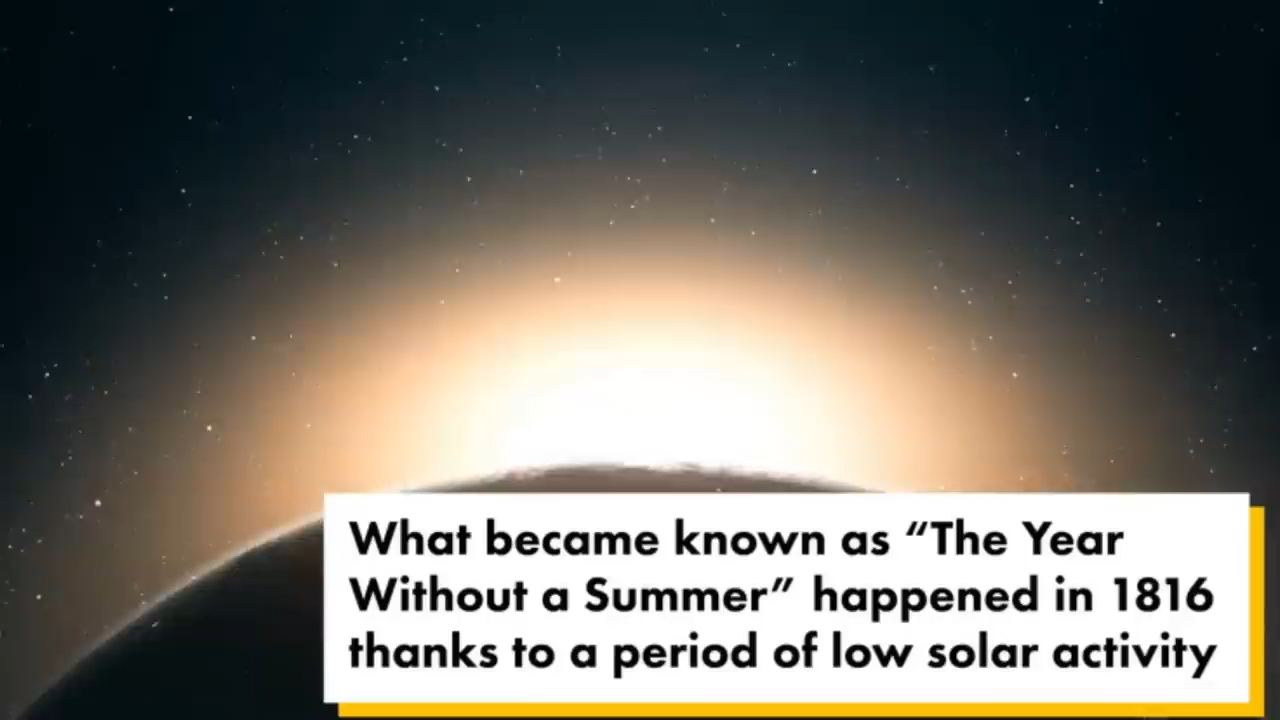 What became known as “The Year
Without a Summer” happened in 1816
thanks to a period of low solar activity